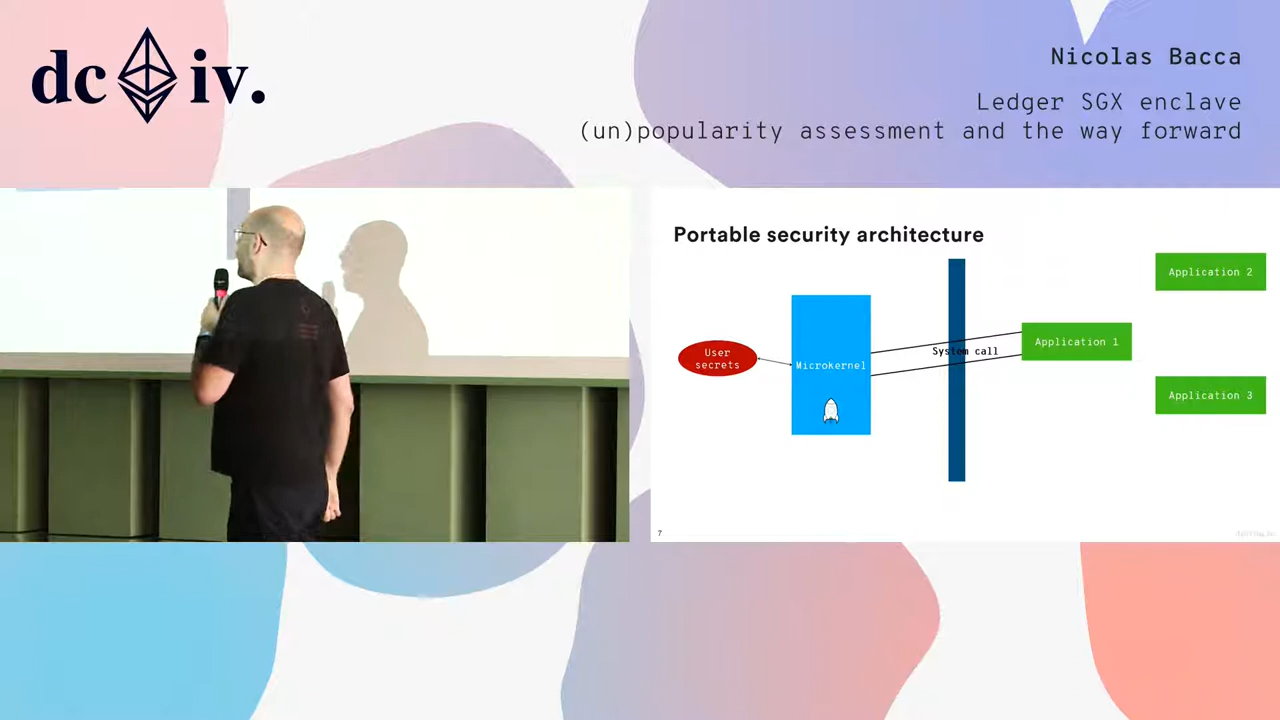 dc iv.
Nicolas Bacca
Ledger SGX enclave
(un)popularity assessment and the way forward
Portable security architecture
Application 2
Application 1
System call
User
secrets
Microkernel
Application 3
7